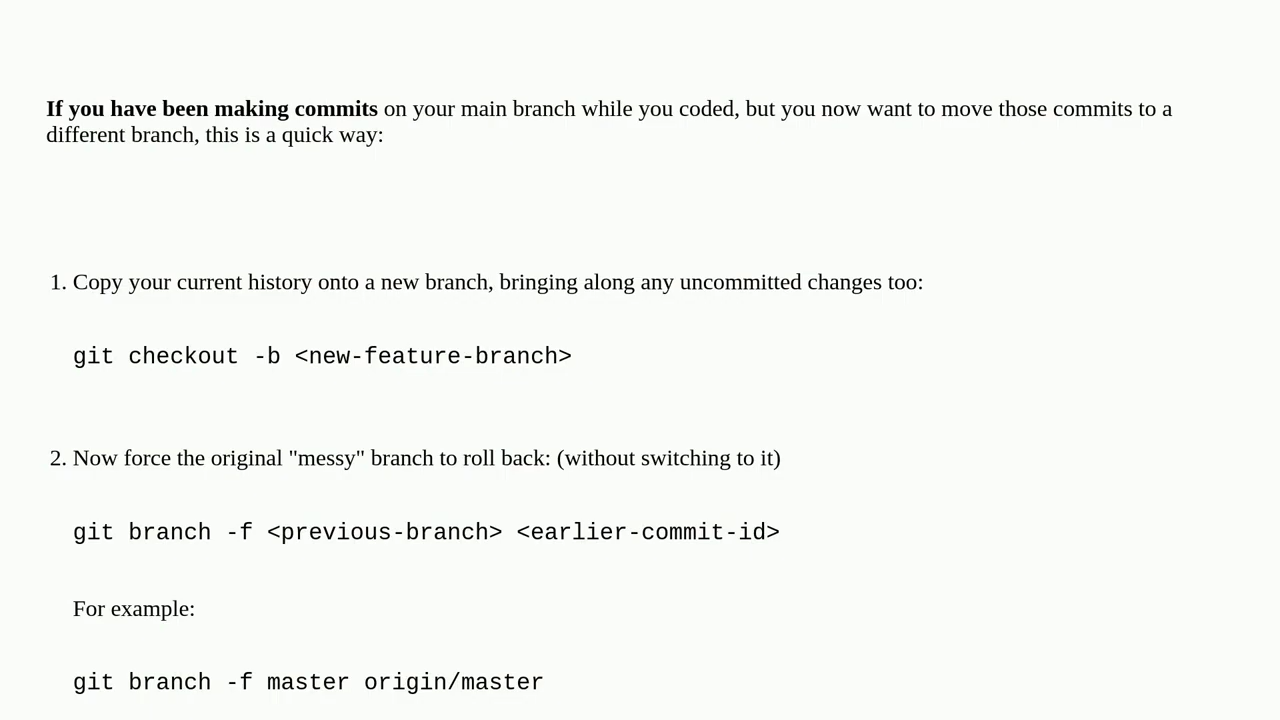 If you have been making commits on your main branch while you coded, but you now want to move those commits to a
different branch, this is a quick way:
1. Copy your current history onto a new branch, bringing along any uncommitted changes too:
git checkout -b <new-feature-branch>
2. Now force the original "messy" branch to roll back: (without switching to it)
git branch -f <previous-branch> <earlier-commit-id>
For example:
git branch -f master origin/master